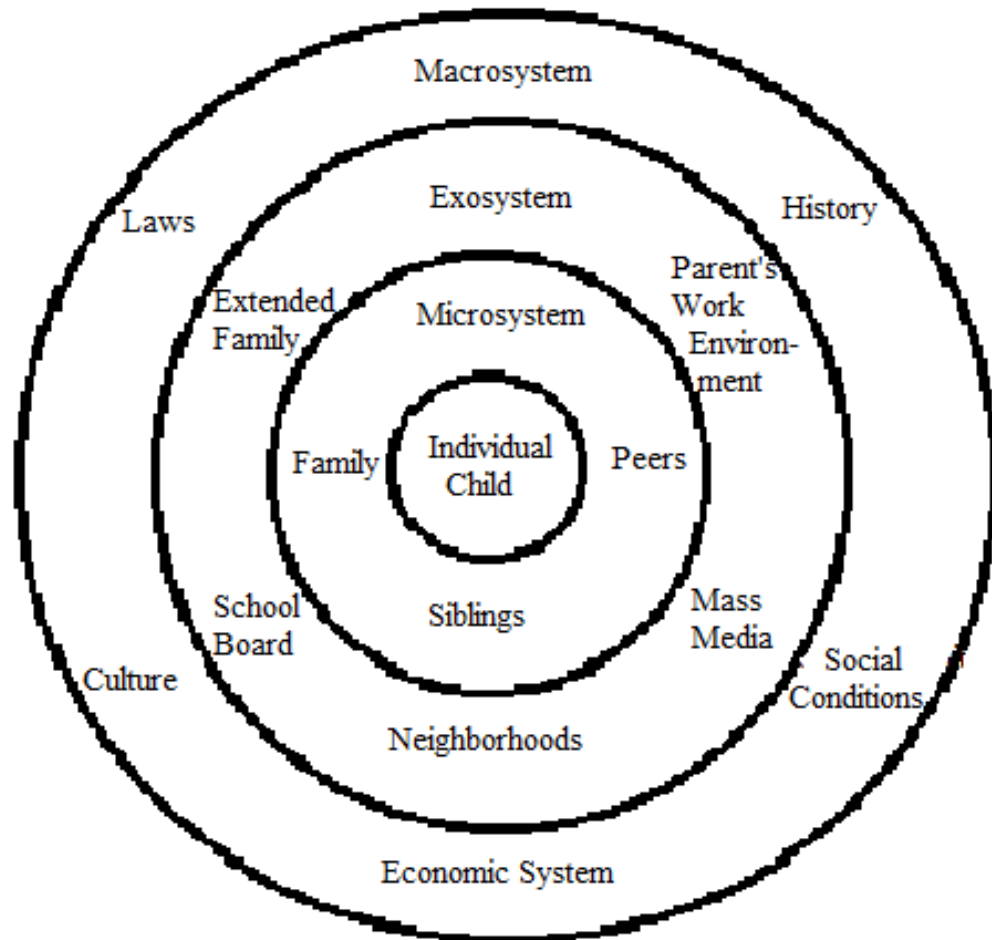 Macrosystem
Exosystem
Laws
History
Parent's
Work
Environ-
ment
Extended
Family
Microsystem
Individual
Child
Family
Peers
Siblings
School
Board
Mass
Media
Social
Conditions
Culture
Neighborhoods
Economic System